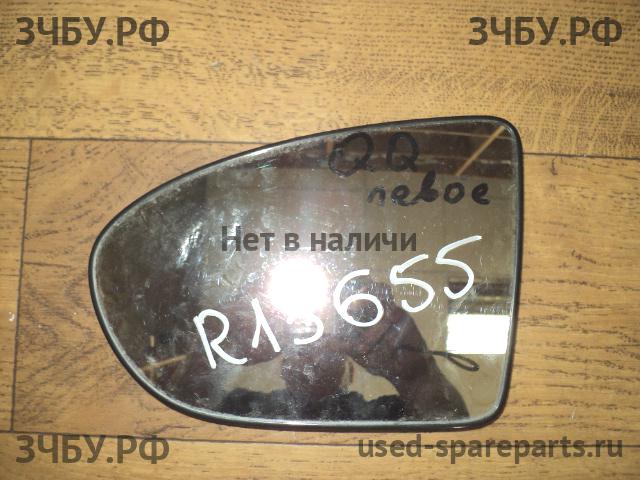 ЗЧБУ.РФ ЗЧБУ.РФ
QQ
левое
Нет в наличи
R13655
ЗЧБУ.РФ used-spareparts.ru